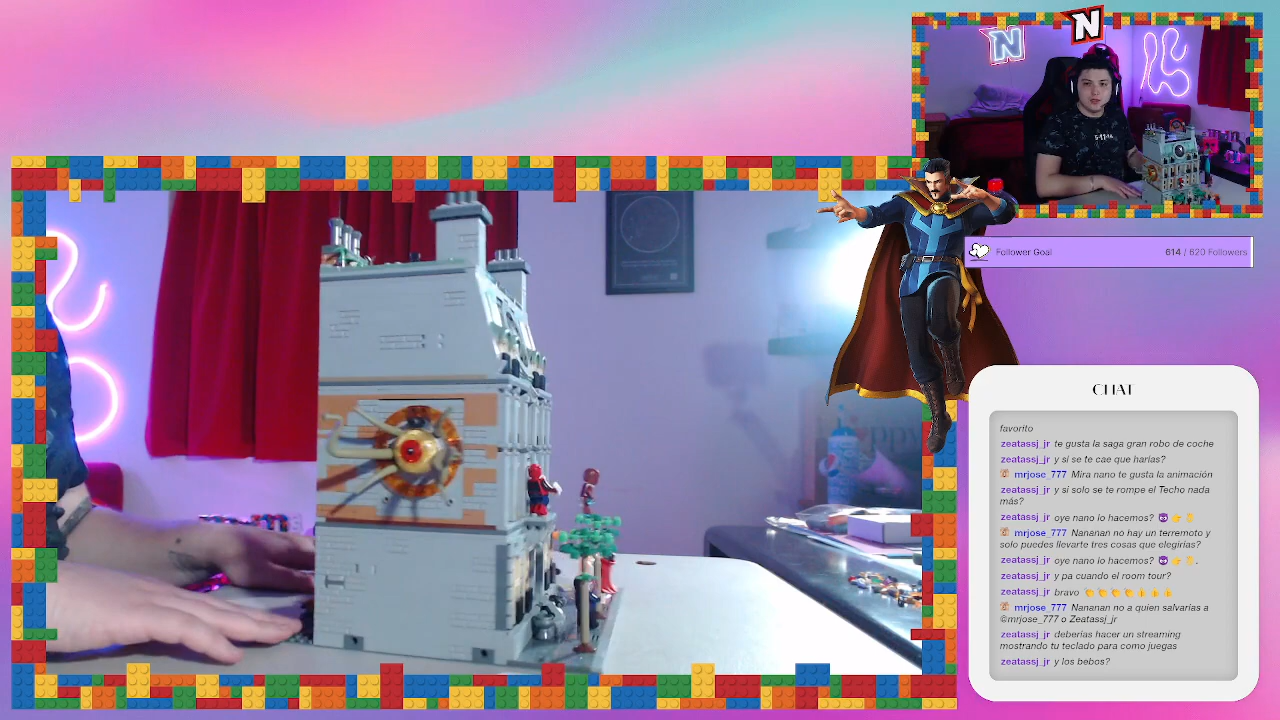 N
N
5.11
Follower Goal
614 / 620 Followers
CHAT
favorito
zeatassj_jr te gusta la saga gran robo de coche
zeatassj_jr y si se te cae que harias?
mrjose_777 Mira nano te gusta la animación
zeatassj_jr y si solo se te rompe el Techo nada
más?
zeatassj_jr oye nano lo hacemos? 😈 👉 👌
mrjose_777 Nananan no hay un terremoto y
solo puedes llevarte tres cosas que elegirías?
zeatassj_jr oye nano lo hacemos? 😈 👉 👌.
zeatassj_jr y pa cuando el room tour?
zeatassj_jr bravo
mrjose_777 Nananan no a quien salvarías a
@mrjose_777 o Zeatassj_jr
zeatassj_jr deberias hacer un streaming
mostrando tu teclado para como juegas
zeatassj_jr y los bebos?